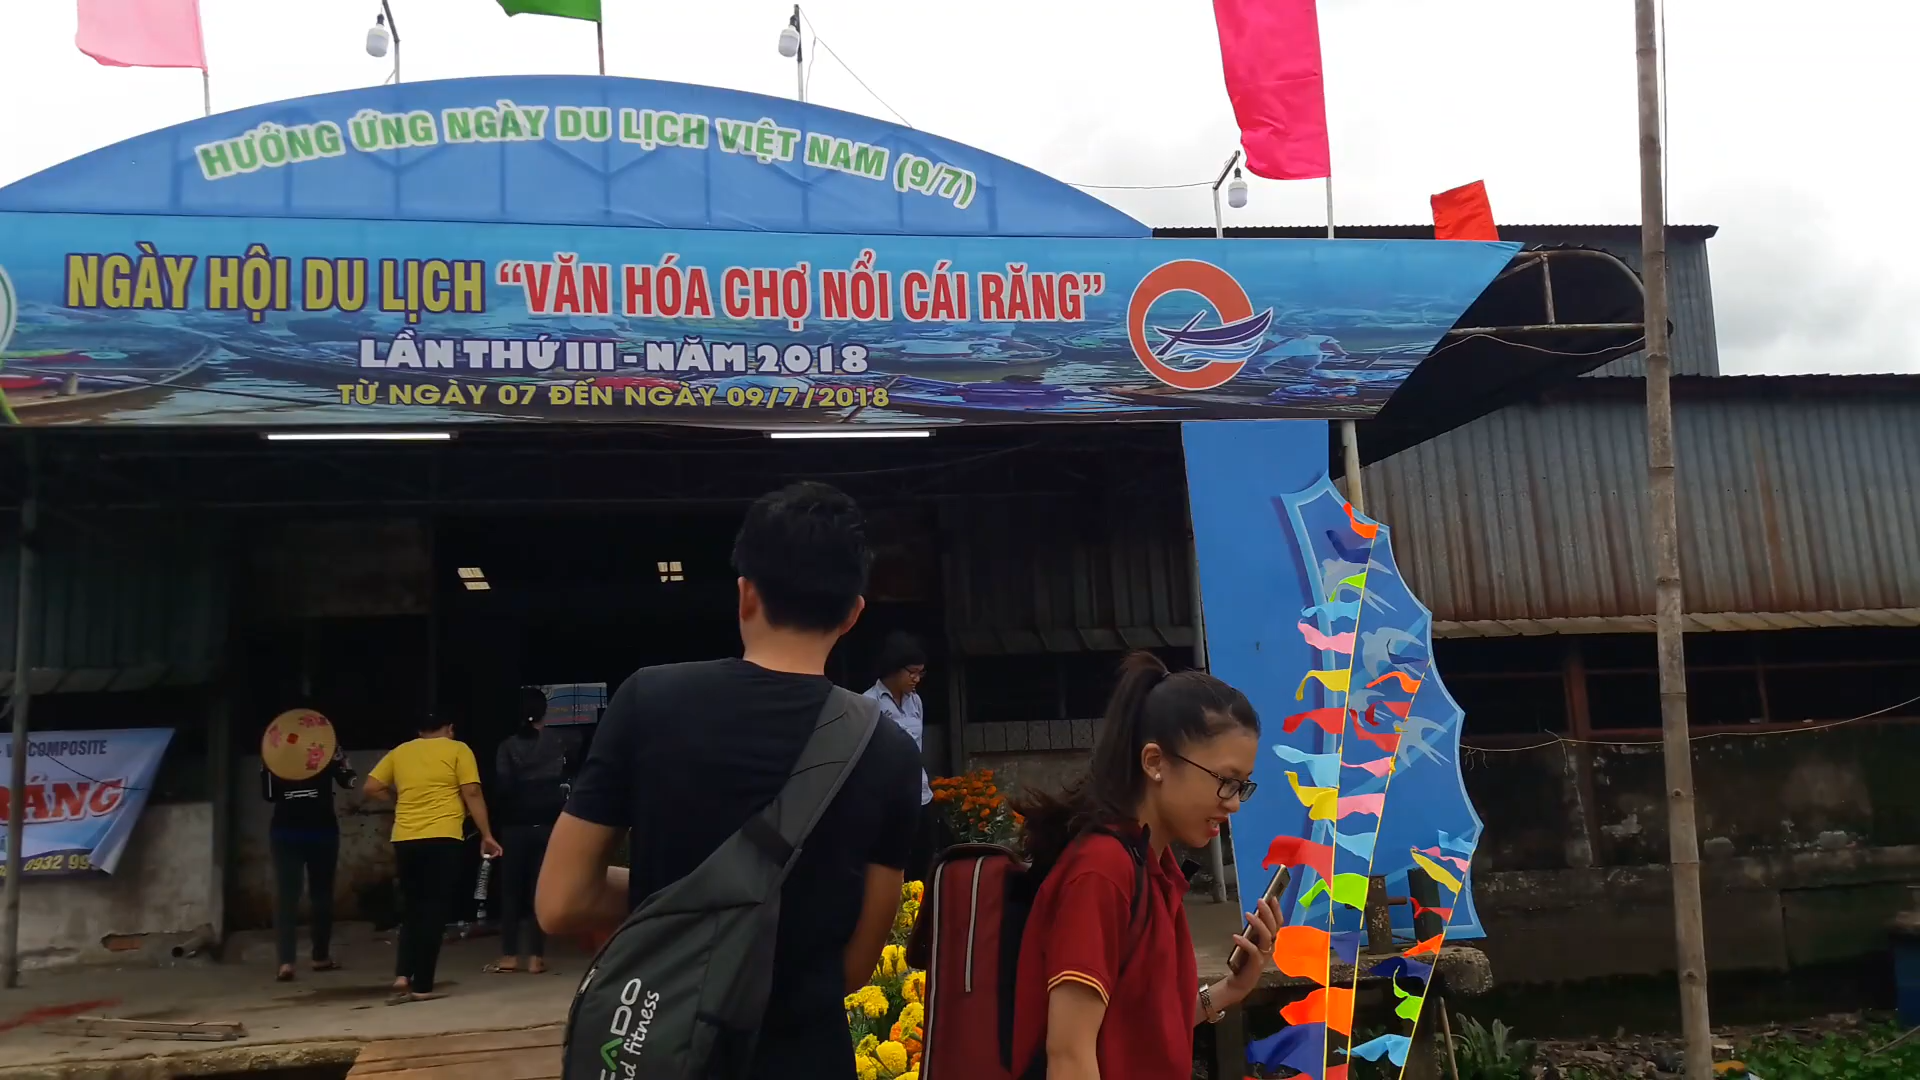 HƯỞNG ỨNG NGÀY DU LỊCH VIỆT NAM (9/7)
NGÀY HỘI DU LỊCH “VĂN HÓA CHỢ NỔI CÁI RĂNG”
LẦN THỨ III - NĂM 2018
TỪ NGÀY 07 ĐẾN NGÀY 09/7/2018
COMPOSITE
0932 99
fitness